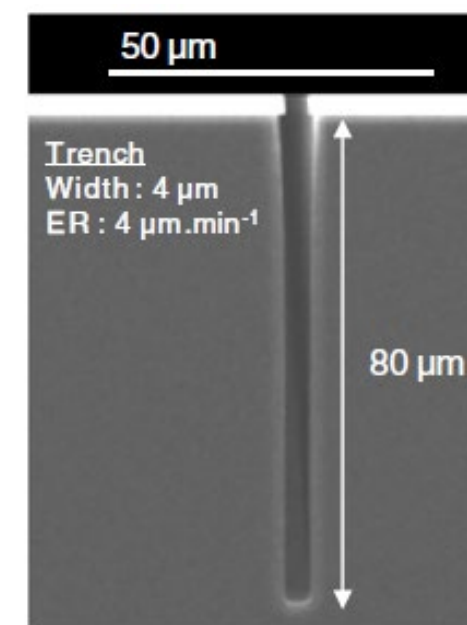 50 µm
Trench
Width : 4 µm
ER : 4 µm.min⁻¹
80 µm